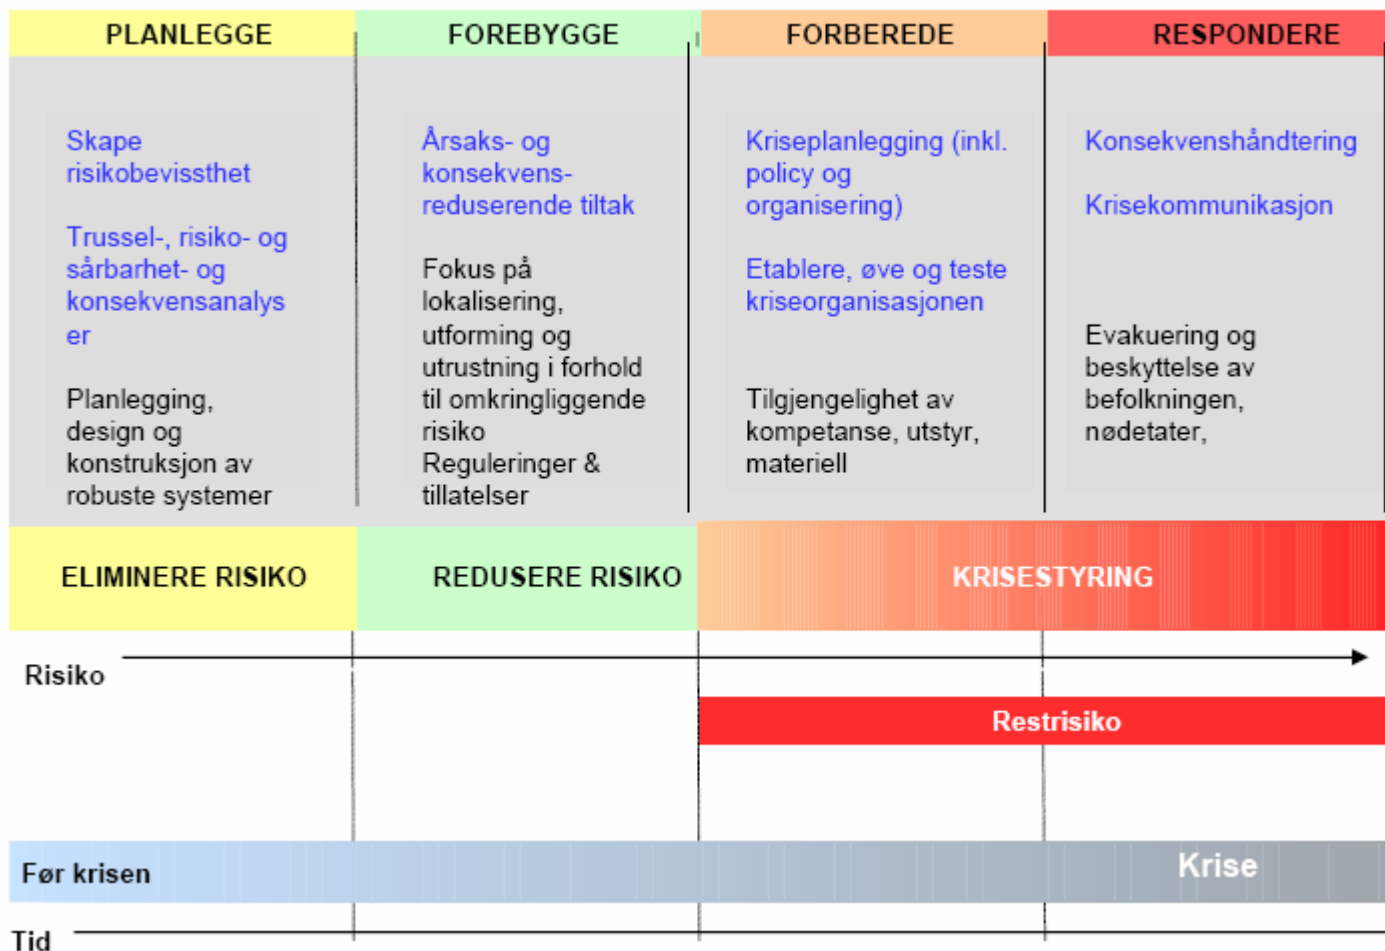 PLANLEGGE
FOREBYGGE
FORBEREDE
RESPONDERE
Skape
risikobevissthet
Trussel-, risiko- og
sårbarhet- og
konsekvensanalys
er
Planlegging,
design og
konstruksjon av
robuste systemer
Årsaks- og
konsekvens-
reduserende tiltak
Fokus på
lokalisering,
utforming og
utrustning i forhold
til omkringliggende
risiko
Reguleringer &
tillatelser
Kriseplanlegging (inkl.
policy og
organisering)
Etablere, øve og teste
kriseorganisasjonen
Tilgjengelighet av
kompetanse, utstyr,
materiell
Konsekvenshåndtering
Krisekommunikasjon
Evakuering og
beskyttelse av
befolkningen,
nødetater,
ELIMINERE RISIKO
REDUSERE RISIKO
KRISESTYRING
Risiko
Restrisiko
Før krisen
Krise
Tid